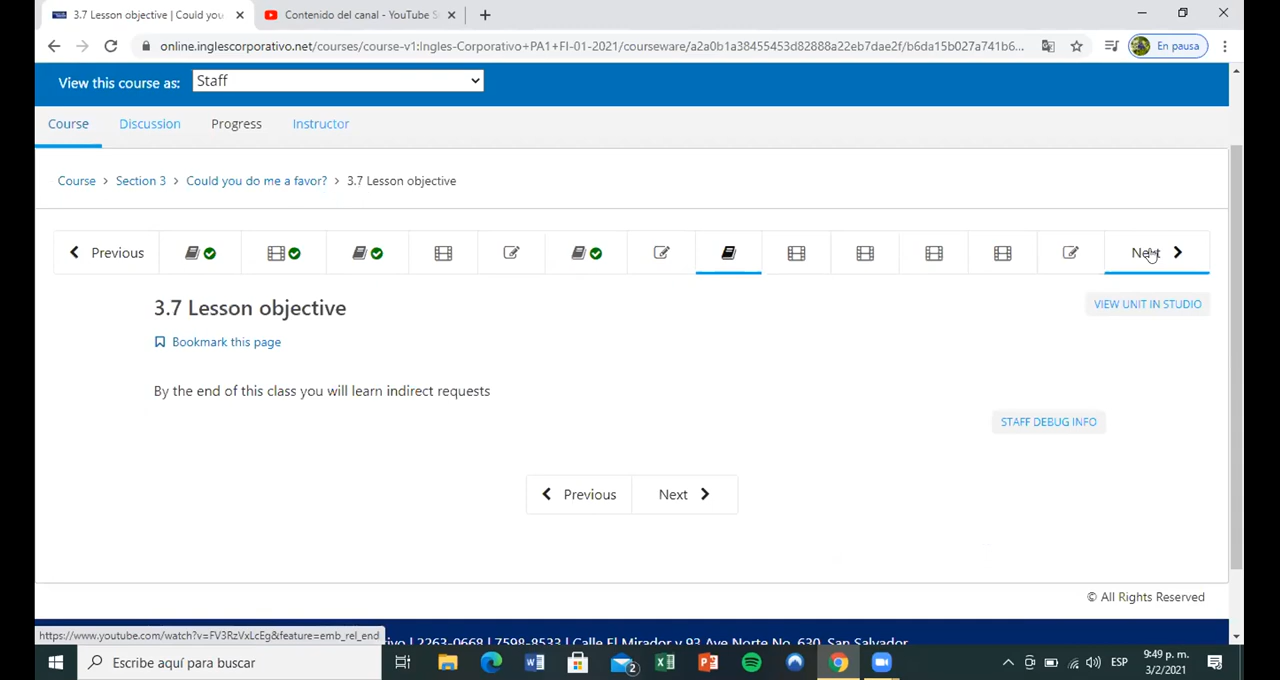 3.7 Lesson objective | Could you
Contenido del canal - YouTube S
online.inglescorporativo.net/courses/course-v1:Ingles-Corporativo+PA1+FI-01-2021/courseware/a2a0b1a38455453d82888a22eb7dae2f/b6da15b027a741b6...
En pausa
View this course as: Staff
Course Discussion Progress Instructor
Course > Section 3 > Could you do me a favor? > 3.7 Lesson objective
Previous Next
3.7 Lesson objective
VIEW UNIT IN STUDIO
Bookmark this page
By the end of this class you will learn indirect requests
STAFF DEBUG INFO
Previous Next
© All Rights Reserved
https://www.youtube.com/watch?v=FV3RzVxLcEg&feature=emb_rel_end
ivo | 2263-0668 | 7598-8533 | Calle El Mirador y 93 Ave Norte No. 630, San Salvador
Escribe aquí para buscar
2
ESP
9:49 p. m.
3/2/2021